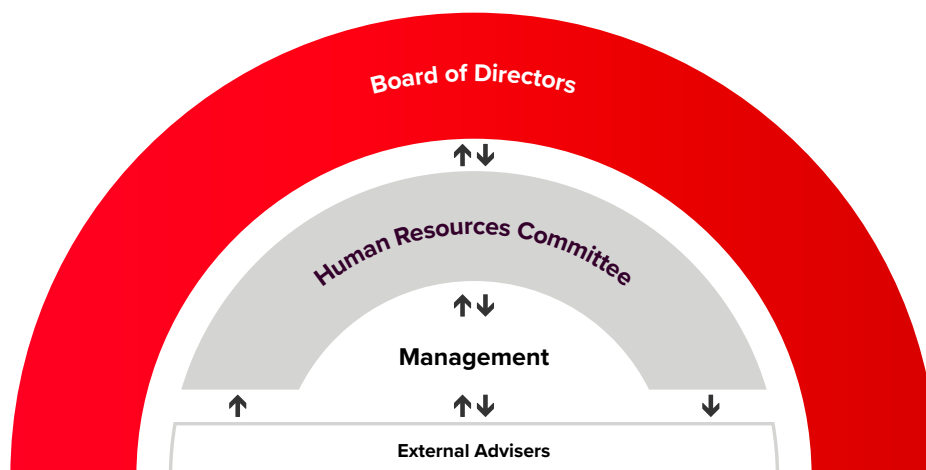 Board of Directors
Human Resources Committee
Management
External Advisers